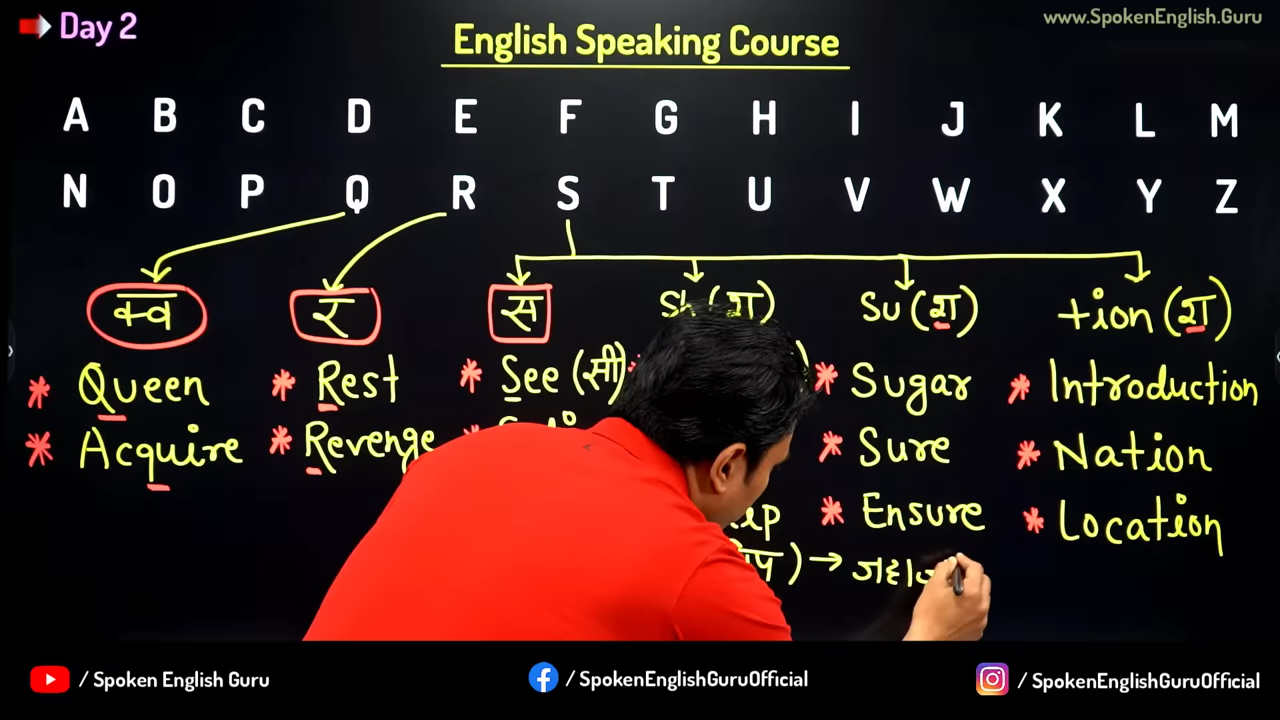 Day 2
www.SpokenEnglish.Guru
English Speaking Course
A B C D E F G H I J K L M
N O P Q R S T U V W X Y Z
क्व र स Sh (श) Su (श) tion (श)
* Queen * Rest * See (सी) * Sugar * Introduction
* Acquire * Revenge * Sure * Nation
* Ensure * Location
/ Spoken English Guru / SpokenEnglishGuruOfficial / SpokenEnglishGuruOfficial